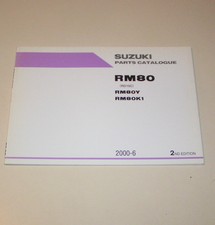 SUZUKI
PARTS CATALOGUE
RM80
RM80Y
RM80K1
2000-6
2ND EDITION